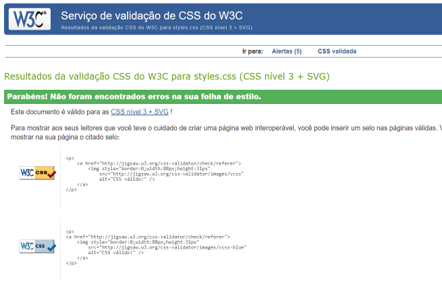 W3C® Serviço de validação de CSS do W3C
Resultados da validação CSS do W3C para styles.css (CSS nível 3 + SVG)
Ir para: Alertas (5) CSS validada
Resultados da validação CSS do W3C para styles.css (CSS nível 3 + SVG)
Parabéns! Não foram encontrados erros na sua folha de estilo.
Este documento é válido para as CSS nível 3 + SVG !
Para mostrar aos seus leitores que você teve o cuidado de criar uma página web interoperável, você pode inserir um selo nas páginas válidas.
mostrar na sua página o citado selo:
<p>
<a href="http://jigsaw.w3.org/css-validator/check/referer">
<img style="border:0;width:88px;height:31px"
src="http://jigsaw.w3.org/css-validator/images/vcss"
alt="CSS válido!" />
</a>
</p>
W3C css
<p>
<a href="http://jigsaw.w3.org/css-validator/check/referer">
<img style="border:0;width:88px;height:31px"
src="http://jigsaw.w3.org/css-validator/images/vcss-blue"
alt="CSS válido!" />
</a>
</p>
W3C css